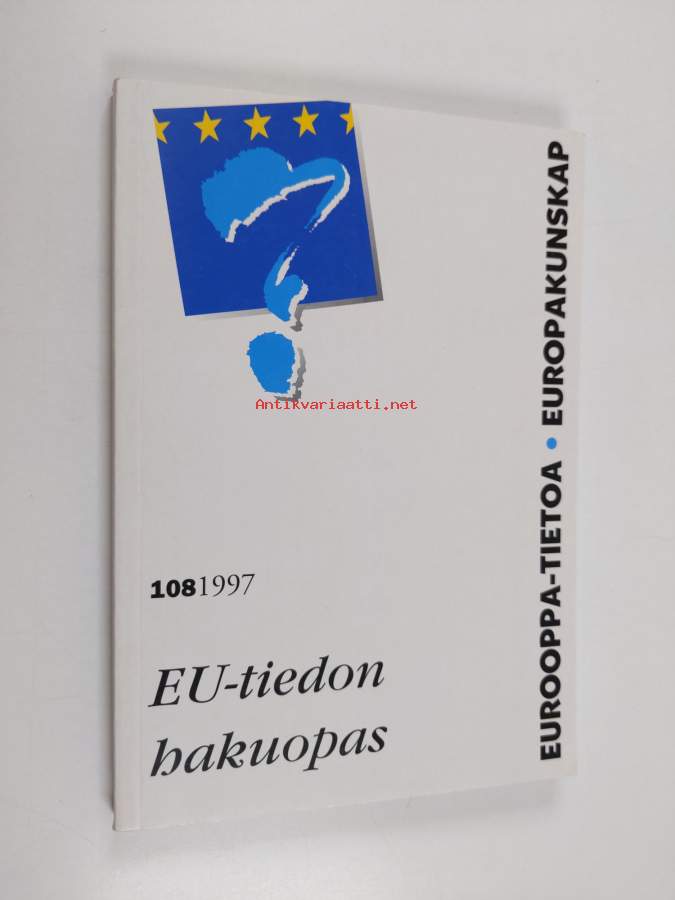 Antikvariaatti.net
108 1997
EU-tiedon
hakuopas
EUROOPPA-TIETOA • EUROPAKUNSKAP